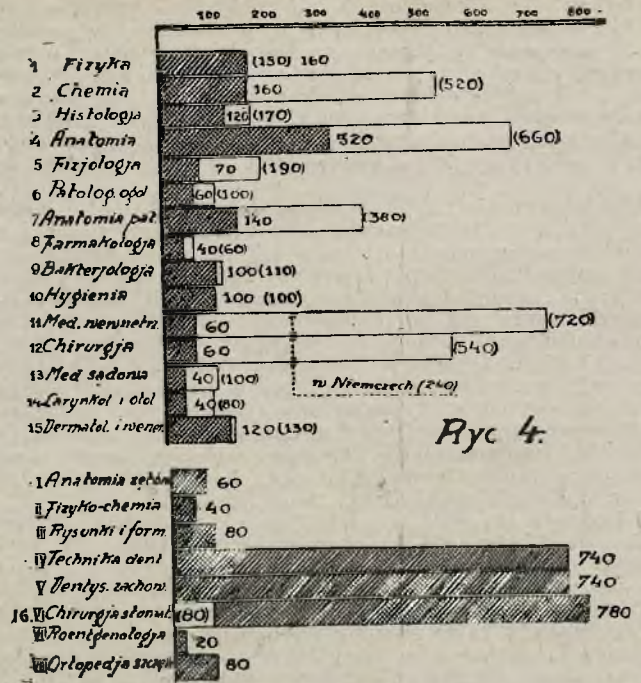 100 200 300 400 500 600 700 800
1 Fizyka (150) 160
2 Chemia 160 (520)
3 Histologja 120 (170)
4 Anatomia 320 (660)
5 Fizjologja 70 (190)
6 Patolog. ogól 60 (100)
7 Anatomia pat. 140 (380)
8 Farmakologja 40 (60)
9 Bakterjologja 100 (110)
10 Hygiena 100 (100)
11 Med. wewnetrz. 60 (720)
12 Chirurgja 60 (540)
13 Med sadowa 40 (100)
w Niemczech (240)
14 Larynkol i otol 40 (80)
15 Dermatol. i wener. 120 (130)
Ryc 4.
I Anatomia zębów 60
II Fizyko-chemia 40
III Rysunki i form. 80
IV Technika dent 740
V Dentys. zachow. 740
16. VI Chirurgja stomat. (80) 780
VII Roentgenologja 20
VIII Ortopedja szczęk 80